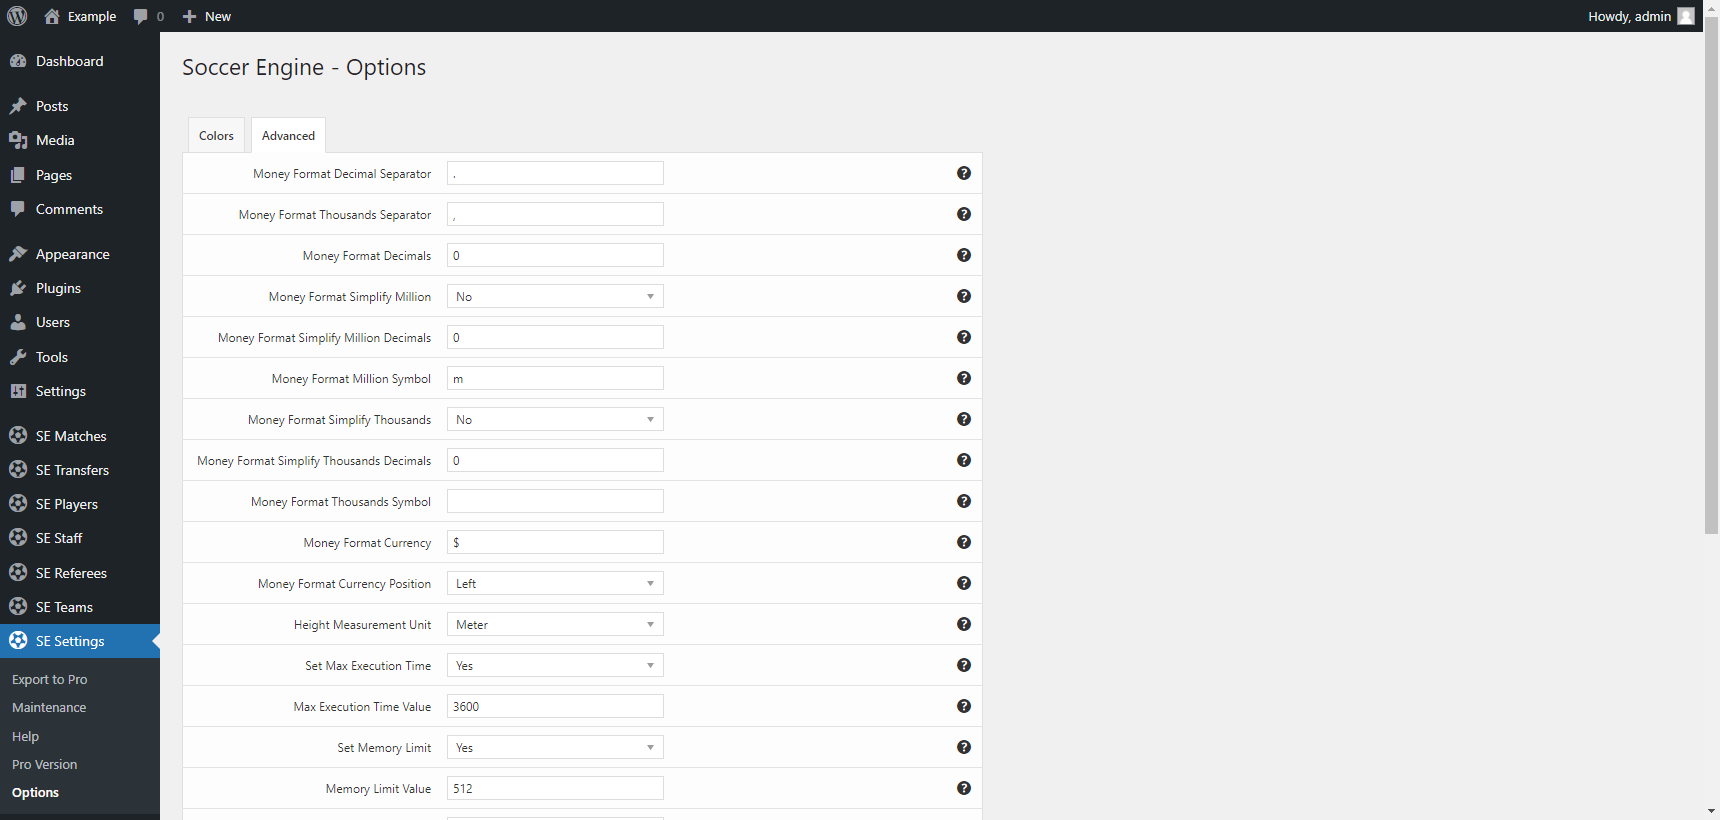 Example
0
New
Howdy, admin
Dashboard
Posts
Media
Pages
Comments
Appearance
Plugins
Users
Tools
Settings
SE Matches
SE Transfers
SE Players
SE Staff
SE Referees
SE Teams
SE Settings
Export to Pro
Maintenance
Help
Pro Version
Options
Soccer Engine - Options
Colors
Advanced
Money Format Decimal Separator .
Money Format Thousands Separator ,
Money Format Decimals 0
Money Format Simplify Million No
Money Format Simplify Million Decimals 0
Money Format Million Symbol m
Money Format Simplify Thousands No
Money Format Simplify Thousands Decimals 0
Money Format Thousands Symbol
Money Format Currency $
Money Format Currency Position Left
Height Measurement Unit Meter
Set Max Execution Time Yes
Max Execution Time Value 3600
Set Memory Limit Yes
Memory Limit Value 512